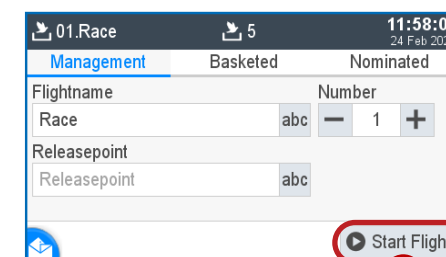 01.Race 5 11:58:0
24 Feb 202
Management Basketed Nominated
Flightname Number
Race abc 1
Releasepoint
Releasepoint abc
Start Fligh